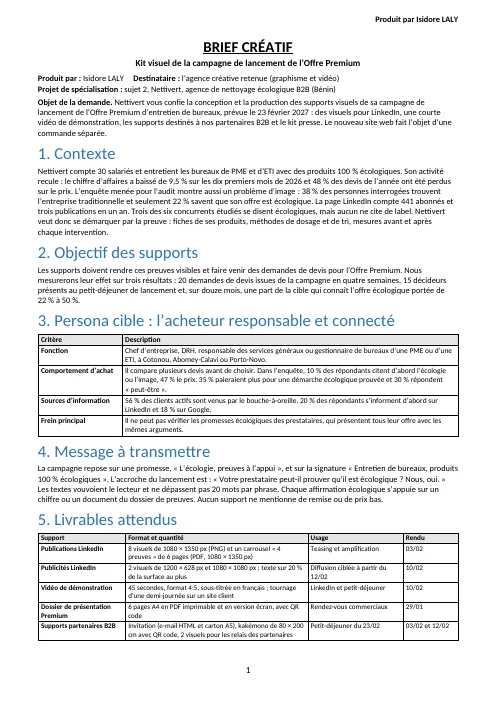 Produit par Isidore LALY
BRIEF CRÉATIF
Kit visuel de la campagne de lancement de l'Offre Premium
Produit par : Isidore LALY Destinataire : l'agence créative retenue (graphisme et vidéo)
Projet de spécialisation : sujet 2, Nettivert, agence de nettoyage écologique B2B (Bénin)
Objet de la demande. Nettivert vous confie la conception et la production des supports visuels de sa campagne de
lancement de l'Offre Premium d'entretien de bureaux, prévue le 23 février 2027 : des visuels pour LinkedIn, une courte
vidéo de démonstration, les supports destinés à nos partenaires B2B et le kit presse. Le nouveau site web fait l'objet d'une
commande séparée.
1. Contexte
Nettivert compte 30 salariés et entretient les bureaux de PME et d'ETI avec des produits 100 % écologiques. Son activité
recule : le chiffre d'affaires a baissé de 9,5 % sur les dix premiers mois de 2026 et 48 % des devis de l'année ont été perdus
sur le prix. L'enquête menée pour l'audit montre aussi un problème d'image : 38 % des personnes interrogées trouvent
l'entreprise traditionnelle et seulement 22 % savent que son offre est écologique. La page LinkedIn compte 441 abonnés et
trois publications en un an. Trois des six concurrents étudiés se disent écologiques, mais aucun ne cite de label. Nettivert
veut donc se démarquer par la preuve : fiches de ses produits, méthodes de dosage et de tri, mesures avant et après
chaque intervention.
2. Objectif des supports
Les supports doivent rendre ces preuves visibles et faire venir des demandes de devis pour l'Offre Premium. Nous
mesurerons leur effet sur trois résultats : 20 demandes de devis issues de la campagne en quatre semaines, 15 décideurs
présents au petit-déjeuner de lancement et, sur douze mois, une part de la cible qui connaît l'offre écologique portée de
22 % à 50 %.
3. Persona cible : l'acheteur responsable et connecté
Critère Description
Fonction Chef d'entreprise, DRH, responsable des services généraux ou gestionnaire de bureaux d'une PME ou d'une
ETI, à Cotonou, Abomey-Calavi ou Porto-Novo.
Comportement d'achat Il compare plusieurs devis avant de choisir. Dans l'enquête, 10 % des répondants citent d'abord l'écologie
ou l'image, 47 % le prix. 35 % paieraient plus pour une démarche écologique prouvée et 30 % répondent
« peut-être ».
Sources d'information 56 % des clients actifs sont venus par le bouche-à-oreille. 20 % des répondants s'informent d'abord sur
LinkedIn et 18 % sur Google.
Frein principal Il ne peut pas vérifier les promesses écologiques des prestataires, qui présentent tous leur offre avec les
mêmes arguments.
4. Message à transmettre
La campagne repose sur une promesse, « L'écologie, preuves à l'appui », et sur la signature « Entretien de bureaux, produits
100 % écologiques ». L'accroche du lancement est : « Votre prestataire peut-il prouver qu'il est écologique ? Nous, oui. »
Les textes vouvoient le lecteur et ne dépassent pas 20 mots par phrase. Chaque affirmation écologique s'appuie sur un
chiffre ou un document du dossier de preuves. Aucun support ne mentionne de remise ou de prix bas.
5. Livrables attendus
Support Format et quantité Usage Rendu
Publications LinkedIn 8 visuels de 1080 × 1350 px (PNG) et un carrousel « 4 Teasing et amplification 03/02
preuves » de 6 pages (PDF, 1080 × 1350 px)
Publicités LinkedIn 2 visuels de 1200 × 628 px et 1080 × 1080 px ; texte sur 20 % Diffusion ciblée à partir du 10/02
de la surface au plus 12/02
Vidéo de démonstration 45 secondes, format 4:5, sous-titrée en français ; tournage LinkedIn et petit-déjeuner 10/02
d'une demi-journée sur un site client
Dossier de présentation 6 pages A4 en PDF imprimable et en version écran, avec QR Rendez-vous commerciaux 29/01
Premium code
Supports partenaires B2B Invitation (e-mail HTML et carton A5), kakémono de 80 × 200 Petit-déjeuner du 23/02 03/02 et 12/02
cm avec QR code, 2 visuels pour les relais des partenaires
1